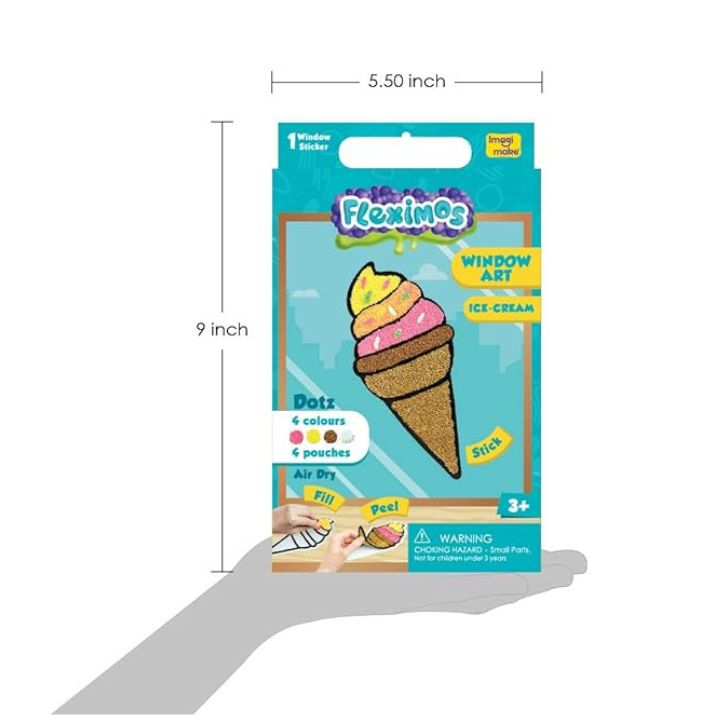 5.50 inch
1 Window
Sticker
Imagi
make
Fleximos
WINDOW
ART
ICE-CREAM
9 inch
Dotz
4 colours
4 pouches
Air Dry
Stick
Fill
Peel
3+
WARNING
CHOKING HAZARD - Small Parts.
Not for children under 3 years